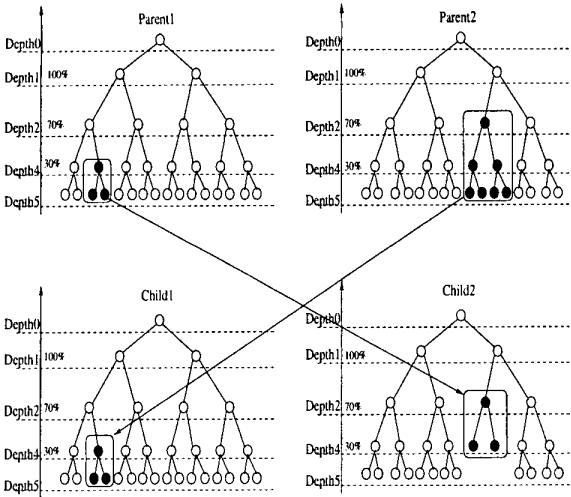 Parent1
Depth0
Depth1 100%
Depth2 70%
Depth4 30%
Depth5
Parent2
Depth0
Depth1 100%
Depth2 70%
Depth4 30%
Depth5
Child1
Depth0
Depth1 100%
Depth2 70%
Depth4 30%
Depth5
Child2
Depth0
Depth1 100%
Depth2 70%
Depth4 30%
Depth5